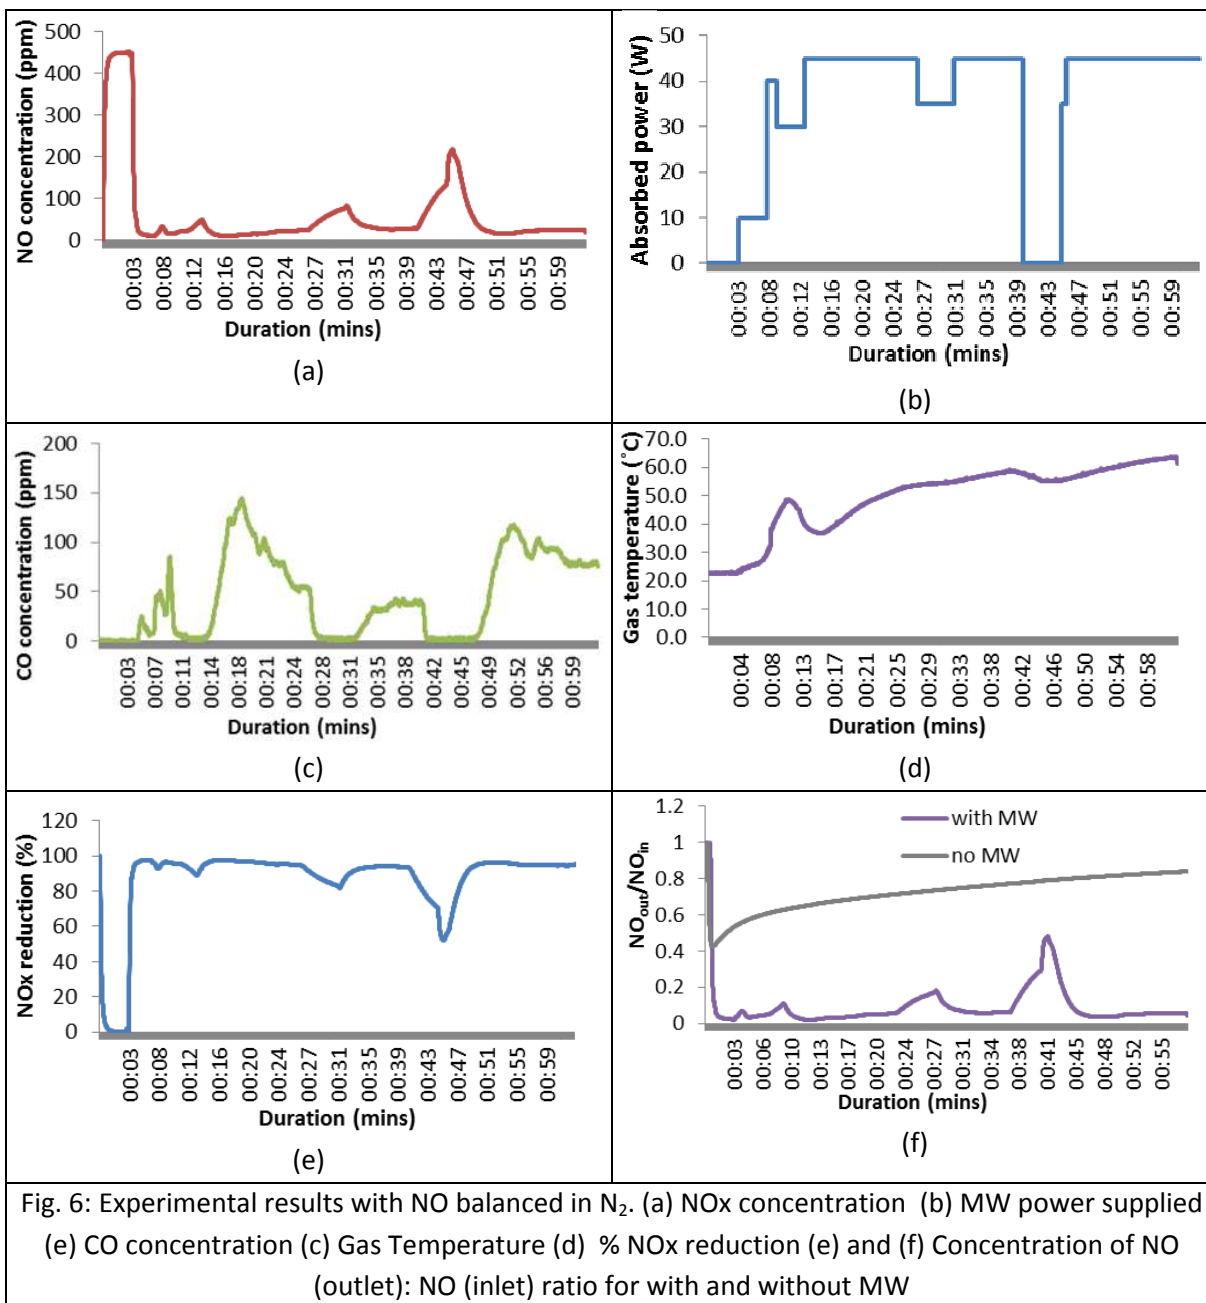 NO concentration (ppm)
500
400
300
200
100
0
00:03 00:08 00:12 00:16 00:20 00:24 00:27 00:31 00:35 00:39 00:43 00:47 00:51 00:55 00:59
Duration (mins)
(a)
Absorbed power (W)
50
40
30
20
10
0
00:03 00:08 00:12 00:16 00:20 00:24 00:27 00:31 00:35 00:39 00:43 00:47 00:51 00:55 00:59
Duration (mins)
(b)
CO concentration (ppm)
200
150
100
50
0
00:03 00:07 00:11 00:14 00:18 00:21 00:25 00:28 00:32 00:35 00:38 00:42 00:45 00:49 00:52 00:56 00:59
Duration (mins)
(c)
Gas temperature (˚C)
70.0
60.0
50.0
40.0
30.0
20.0
10.0
0.0
00:04 00:08 00:13 00:17 00:21 00:25 00:29 00:33 00:38 00:42 00:46 00:50 00:54 00:58
Duration (mins)
(d)
NOx reduction (%)
120
100
80
60
40
20
0
00:03 00:08 00:12 00:16 00:20 00:24 00:27 00:31 00:35 00:39 00:43 00:47 00:51 00:55 00:59
Duration (mins)
(e)
NOout/NOin
1.2
1
0.8
0.6
0.4
0.2
0
with MW
no MW
00:03 00:06 00:10 00:13 00:17 00:20 00:24 00:27 00:31 00:34 00:38 00:41 00:45 00:48 00:52 00:55
Duration (mins)
(f)
Fig. 6: Experimental results with NO balanced in N2. (a) NOx concentration (b) MW power supplied
(e) CO concentration (c) Gas Temperature (d) % NOx reduction (e) and (f) Concentration of NO
(outlet): NO (inlet) ratio for with and without MW